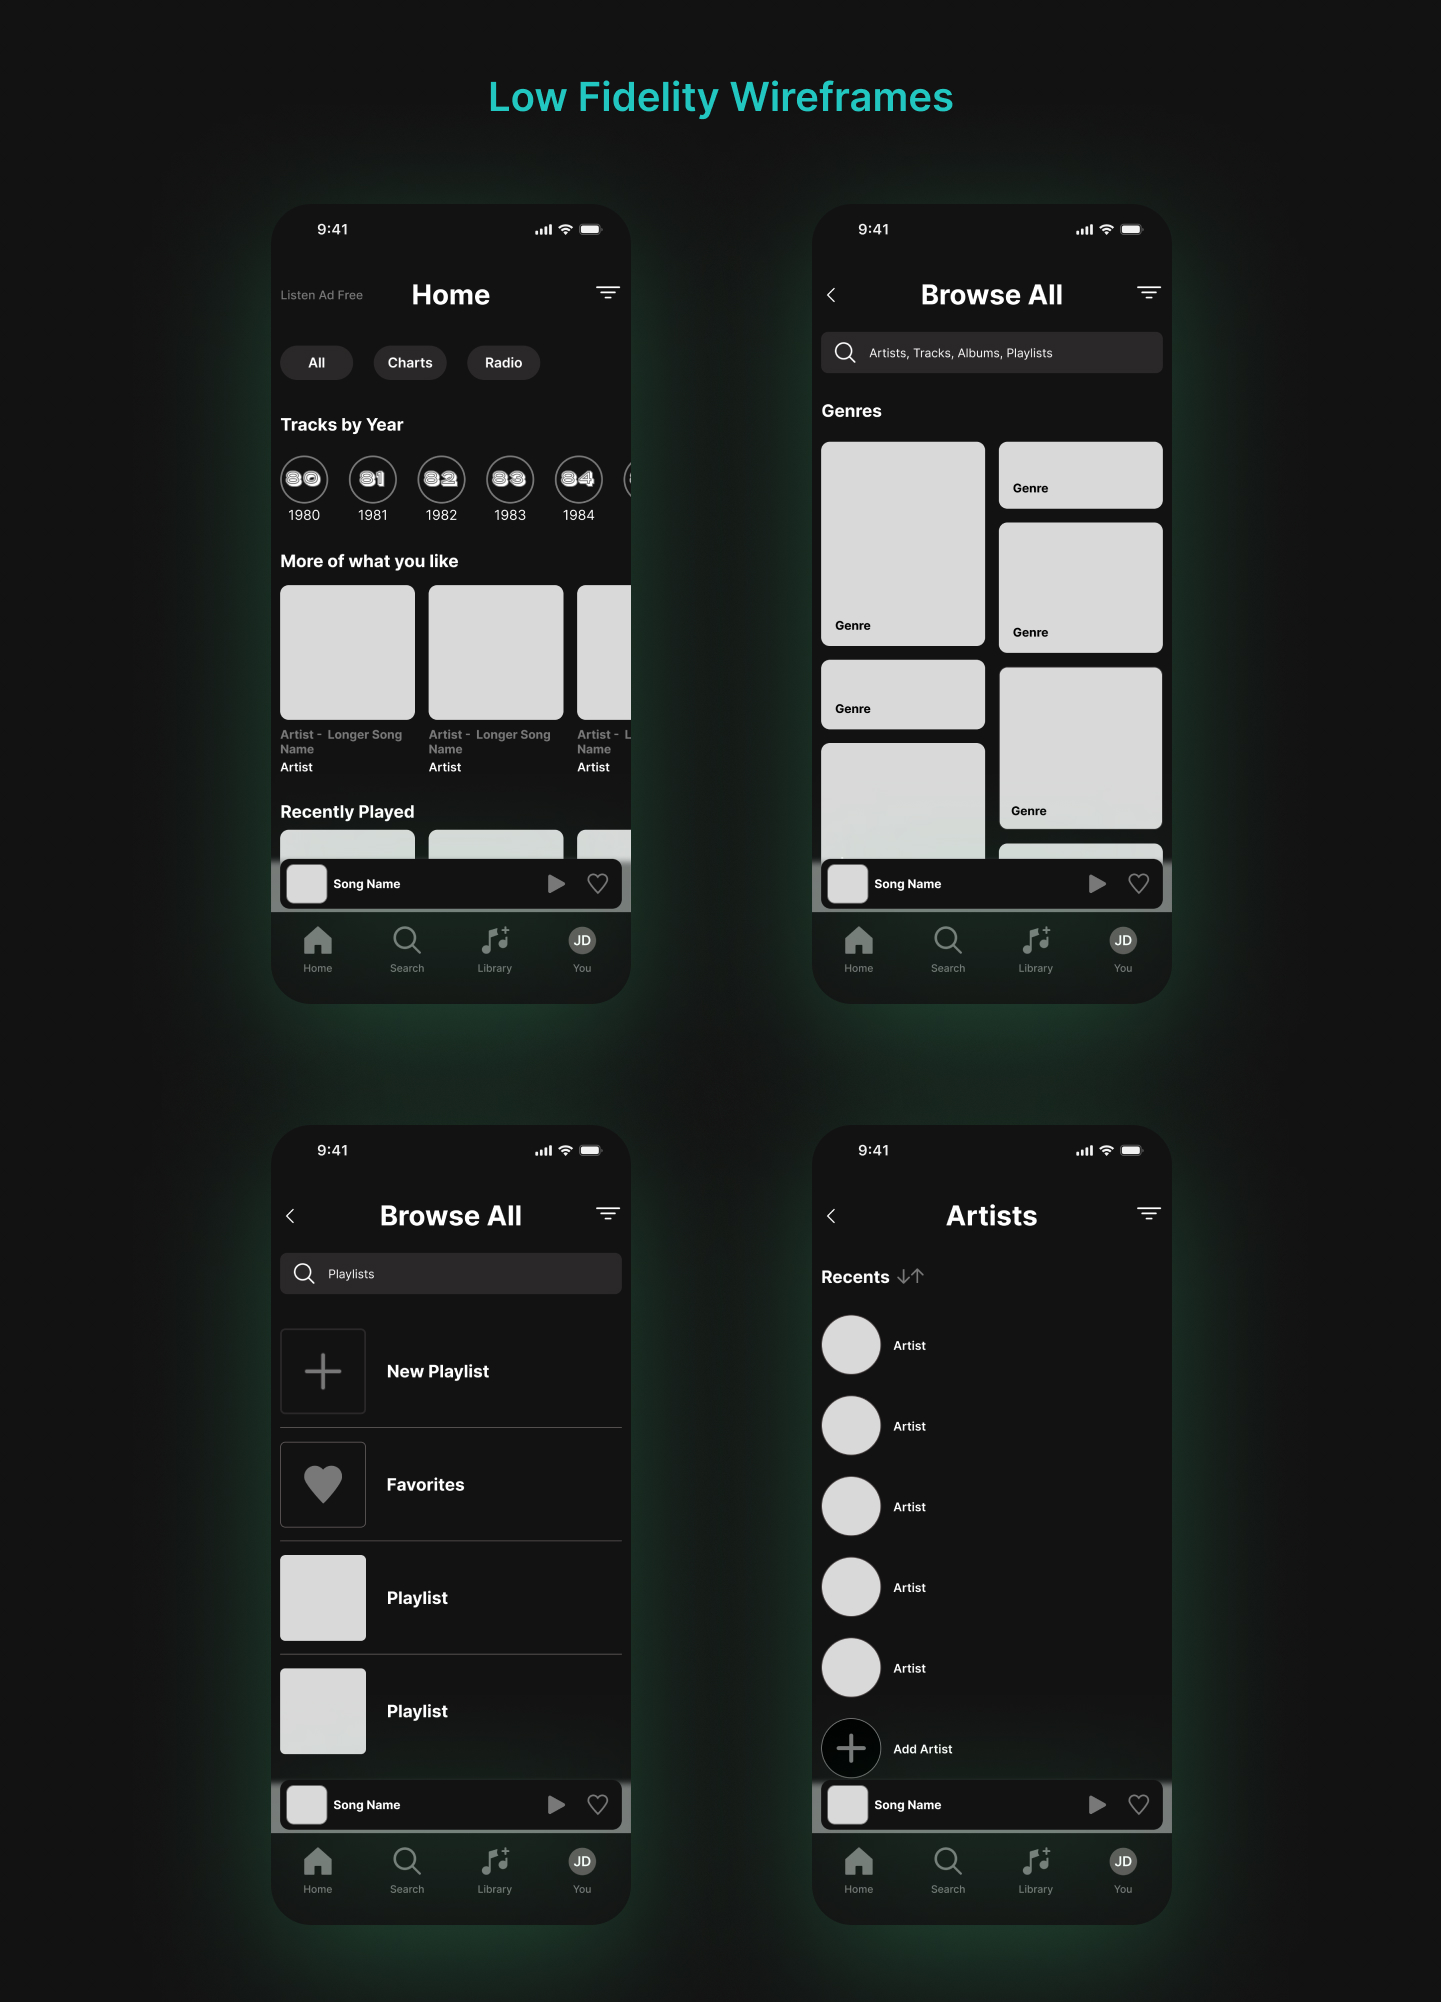 Low Fidelity Wireframes
9:41
Listen Ad Free
Home
All
Charts
Radio
Tracks by Year
80
81
82
83
84
1980
1981
1982
1983
1984
More of what you like
Artist - Longer Song
Name
Artist
Artist - Longer Song
Name
Artist
Artist - L
Name
Artist
Recently Played
Song Name
Home
Search
Library
JD
You
9:41
Browse All
Artists, Tracks, Albums, Playlists
Genres
Genre
Genre
Genre
Genre
Genre
Song Name
Home
Search
Library
JD
You
9:41
Browse All
Playlists
New Playlist
Favorites
Playlist
Playlist
Song Name
Home
Search
Library
JD
You
9:41
Artists
Recents
Artist
Artist
Artist
Artist
Artist
Add Artist
Song Name
Home
Search
Library
JD
You